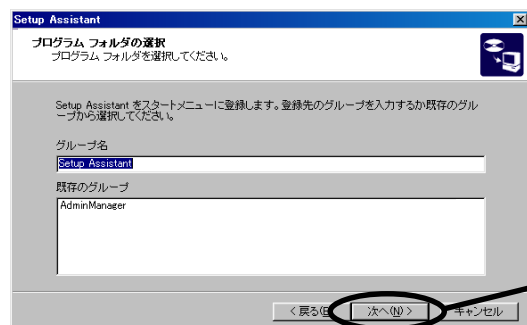 Setup Assistant
プログラム フォルダの選択
プログラム フォルダを選択してください。
Setup Assistant をスタートメニューに登録します。登録先のグループを入力するか既存のグル
ープから選択してください。
グループ名
Setup Assistant
既存のグループ
AdminManager
< 戻る(B 次へ(N) > キャンセル